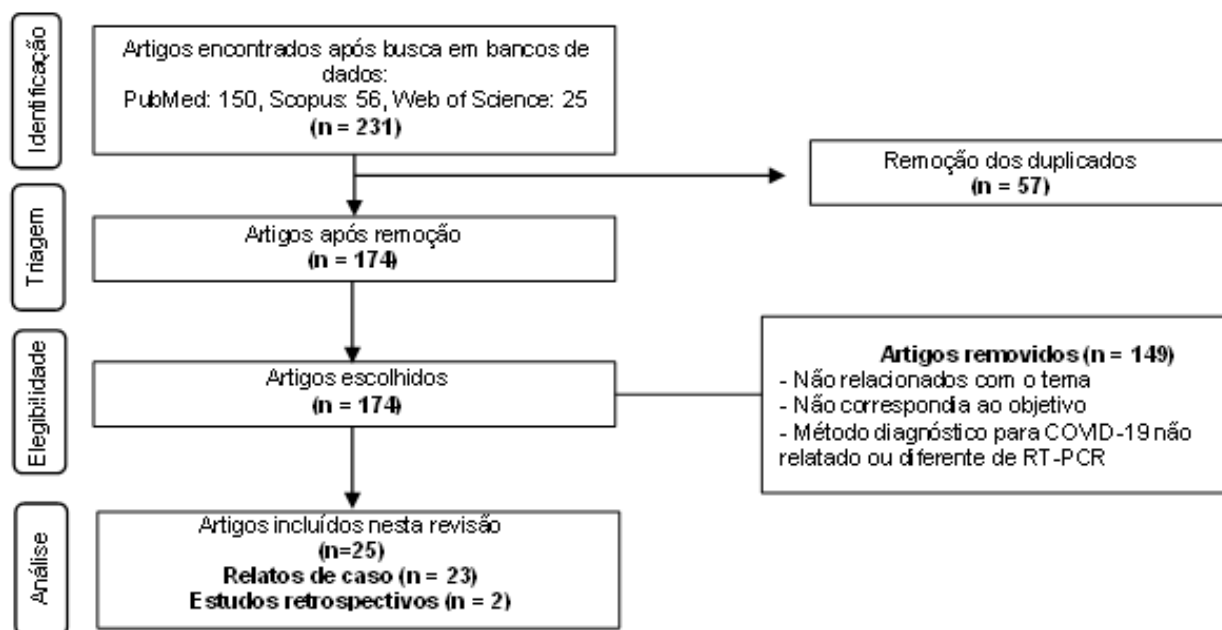 Identificação
Artigos encontrados após busca em bancos de
dados:
PubMed: 150, Scopus: 56, Web of Science: 25
(n = 231)
Remoção dos duplicados
(n = 57)
Triagem
Artigos após remoção
(n = 174)
Elegibilidade
Artigos escolhidos
(n = 174)
Artigos removidos (n = 149)
- Não relacionados com o tema
- Não correspondia ao objetivo
- Método diagnóstico para COVID-19 não
relatado ou diferente de RT-PCR
Análise
Artigos incluídos nesta revisão
(n=25)
Relatos de caso (n = 23)
Estudos retrospectivos (n = 2)